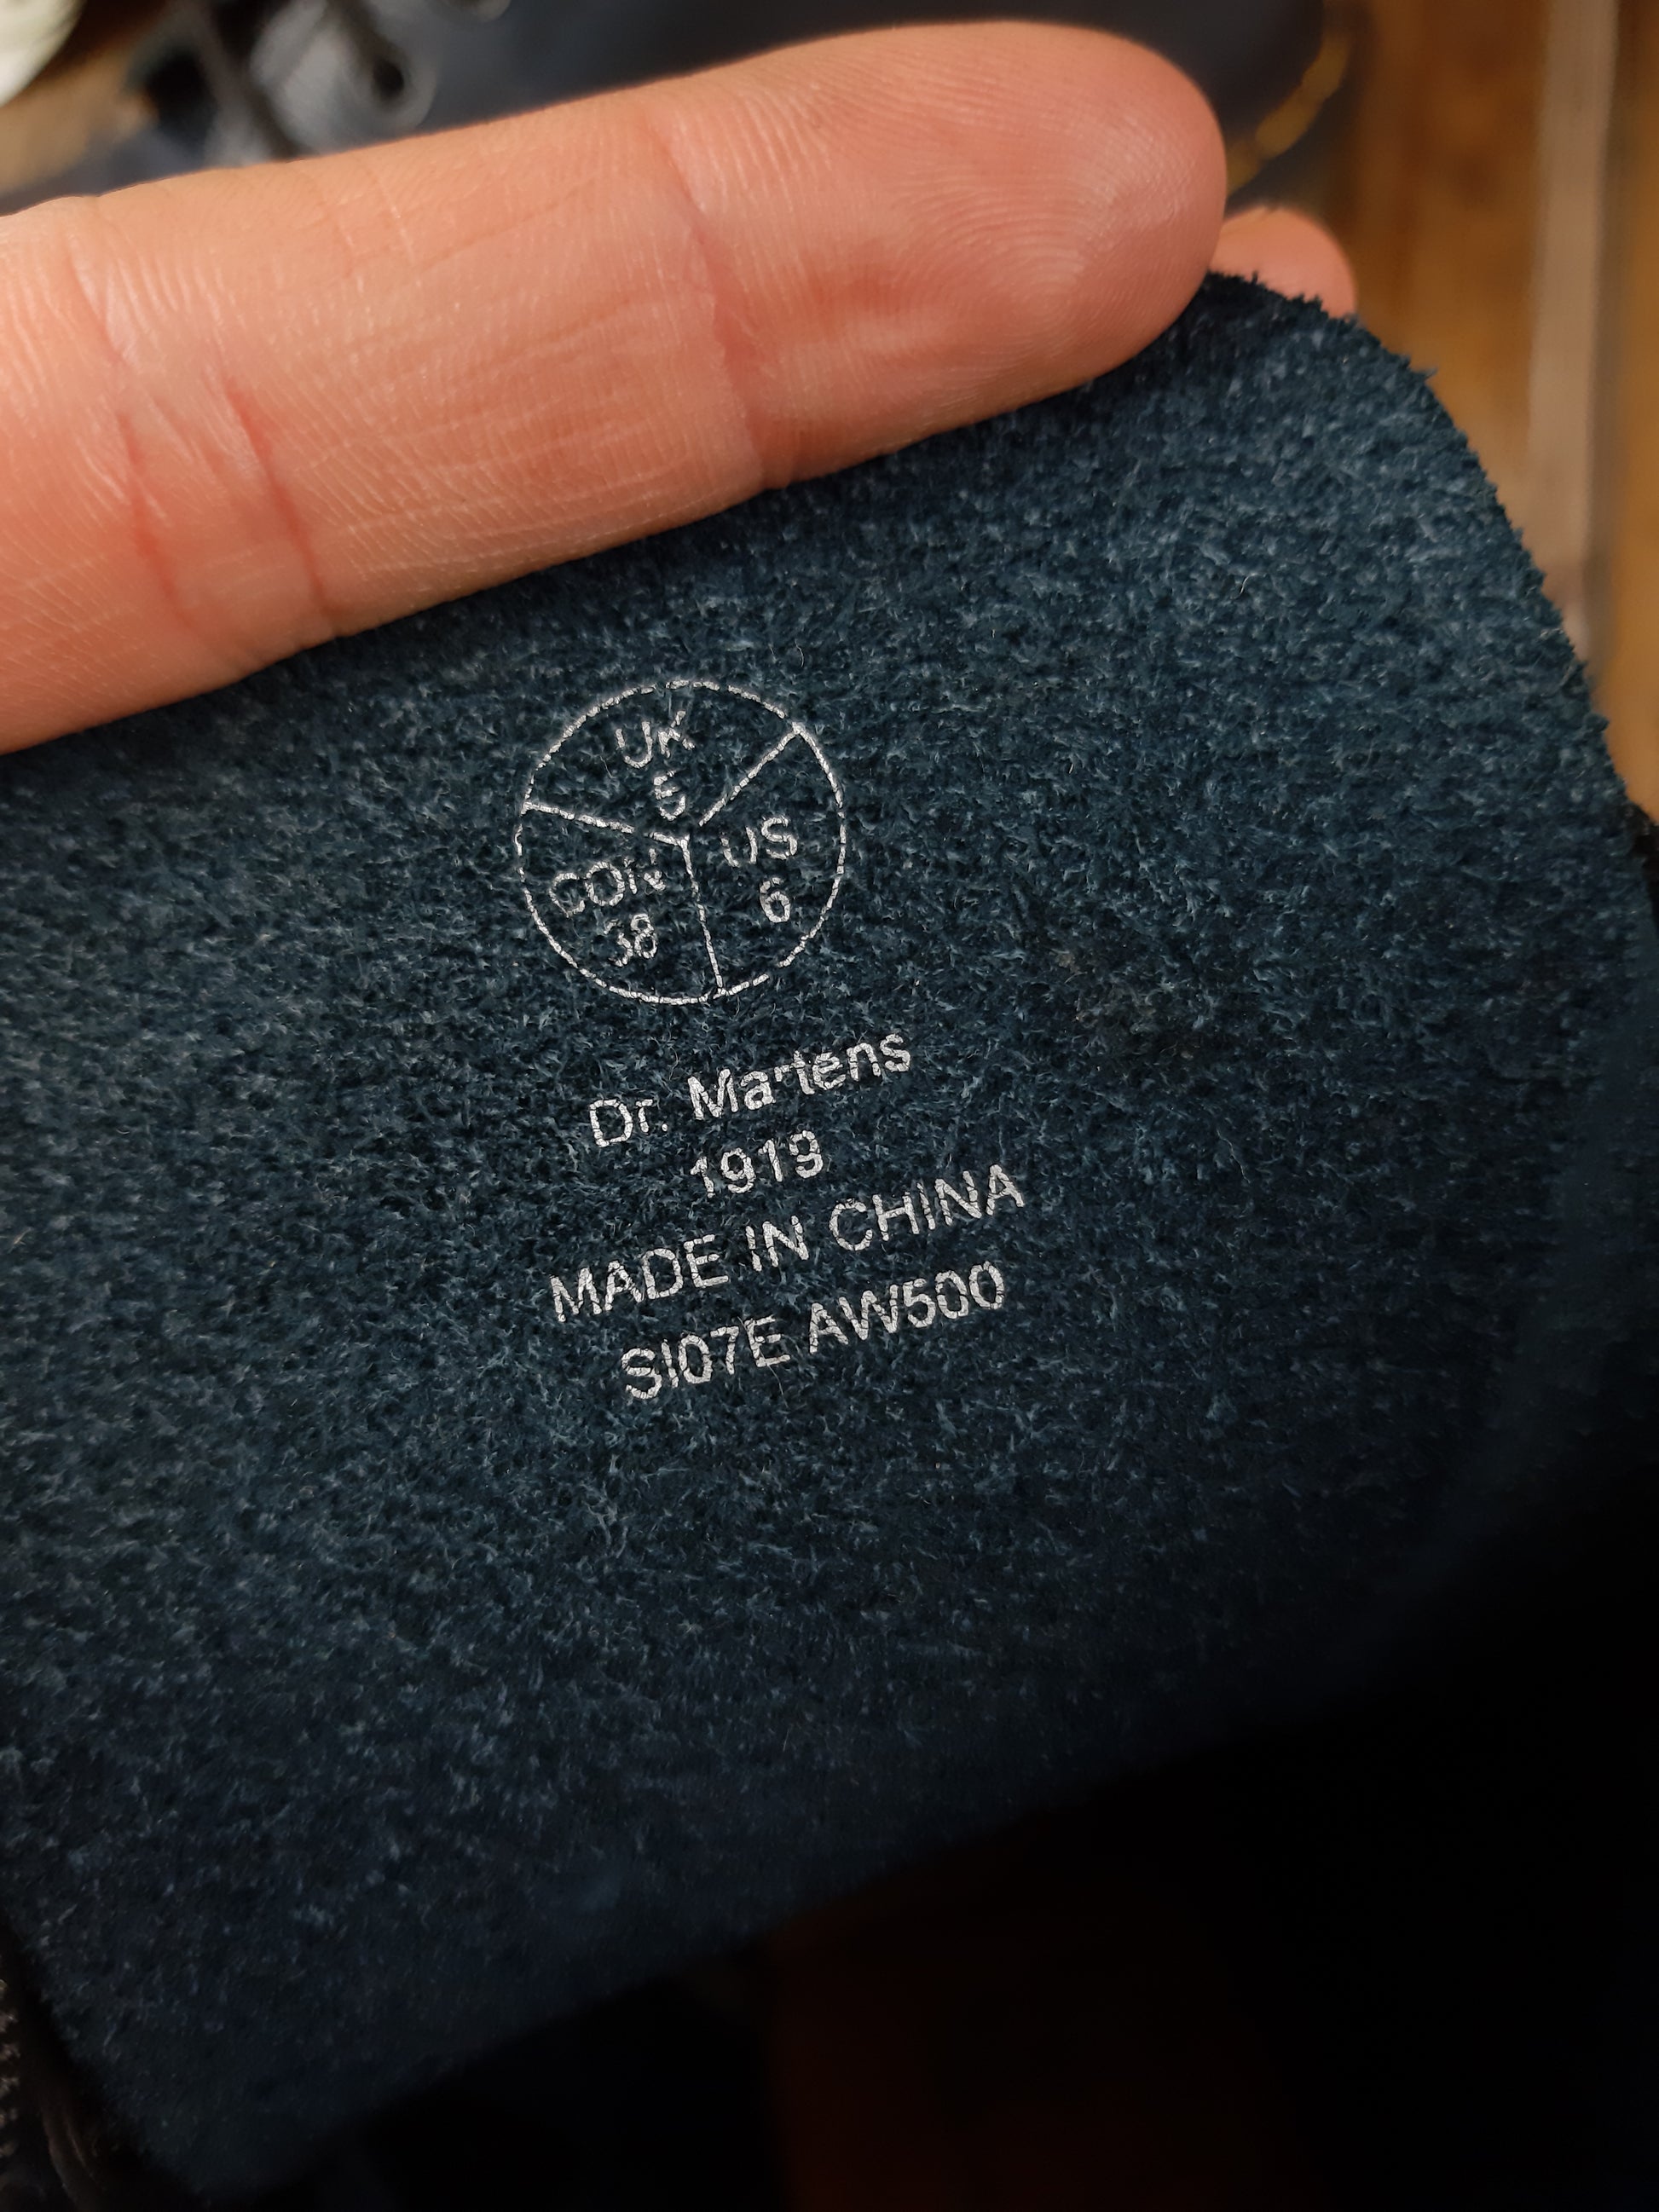 UK
5
US
6
CON
38
Dr. Martens
1919
MADE IN CHINA
SI07E AW500